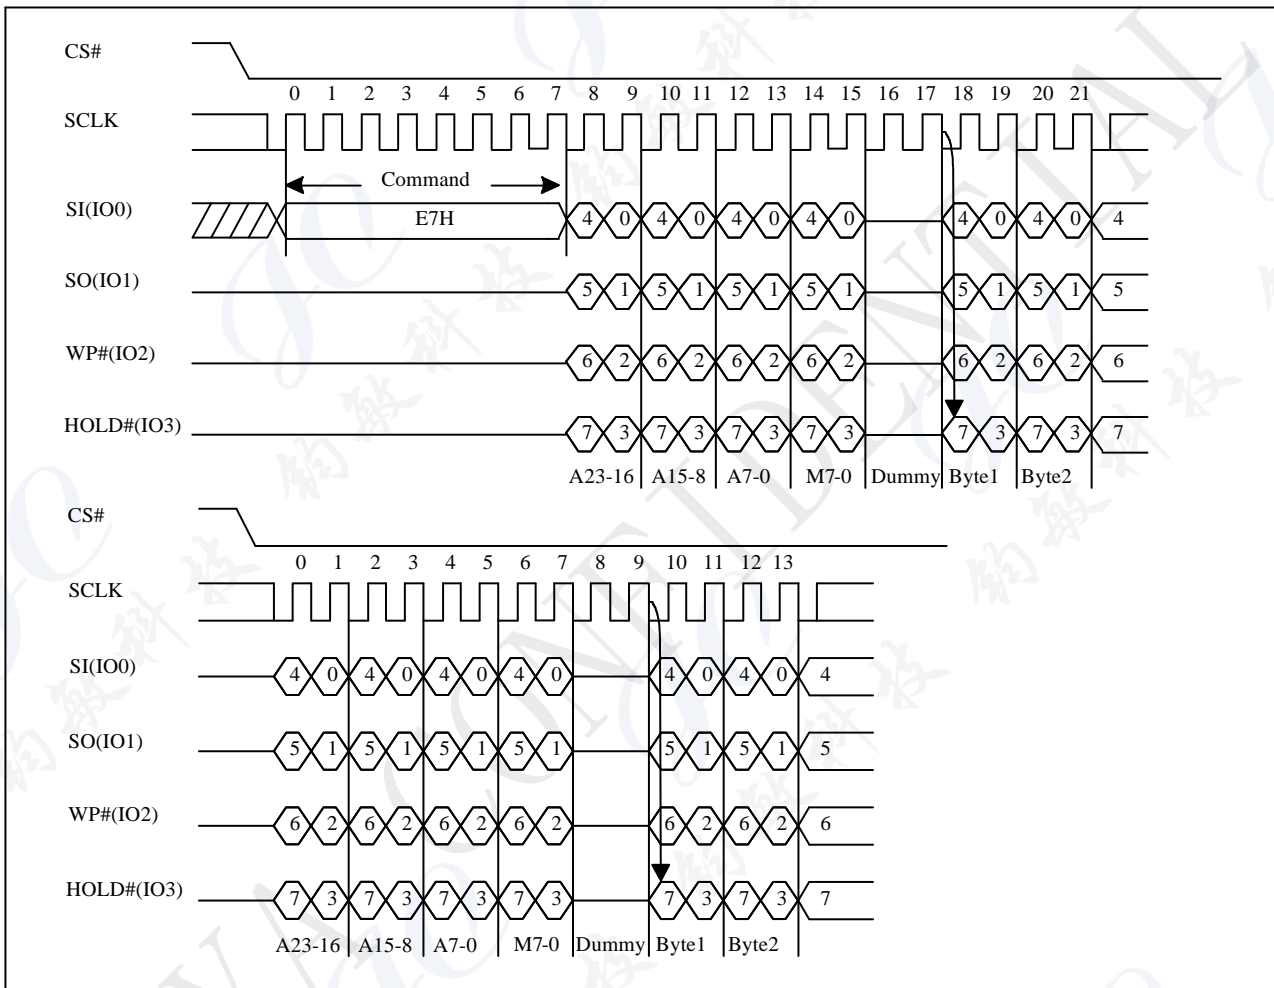 CS#
0 1 2 3 4 5 6 7 8 9 10 11 12 13 14 15 16 17 18 19 20 21
SCLK
Command
SI(IO0) E7H 4 0 4 0 4 0 4 0 4 0 4 0 4
SO(IO1) 5 1 5 1 5 1 5 1 5 1 5 1 5
WP#(IO2) 6 2 6 2 6 2 6 2 6 2 6 2 6
HOLD#(IO3) 7 3 7 3 7 3 7 3 7 3 7 3 7
A23-16 A15-8 A7-0 M7-0 Dummy Byte1 Byte2
CS#
0 1 2 3 4 5 6 7 8 9 10 11 12 13
SCLK
SI(IO0) 4 0 4 0 4 0 4 0 4 0 4 0 4
SO(IO1) 5 1 5 1 5 1 5 1 5 1 5 1 5
WP#(IO2) 6 2 6 2 6 2 6 2 6 2 6 2 6
HOLD#(IO3) 7 3 7 3 7 3 7 3 7 3 7 3 7
A23-16 A15-8 A7-0 M7-0 Dummy Byte1 Byte2
CONFIDENTIAL